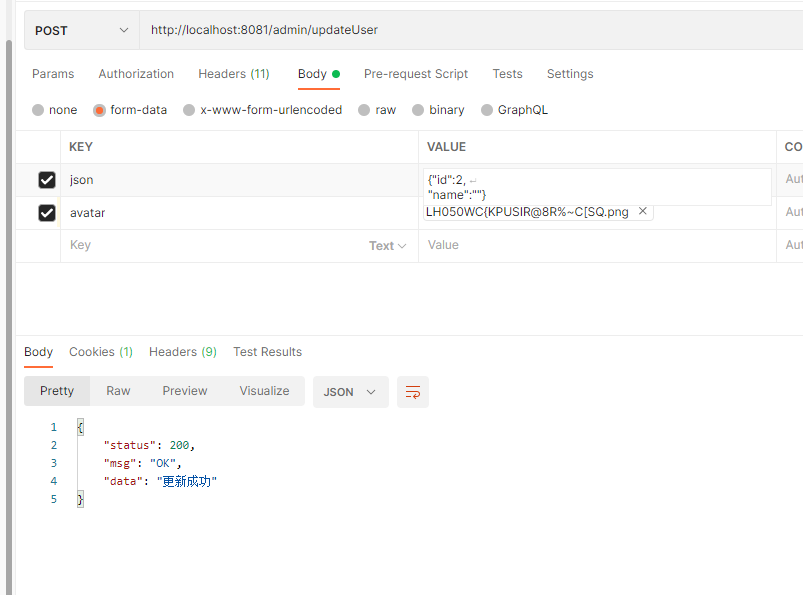 POST http://localhost:8081/admin/updateUser
Params Authorization Headers (11) Body Pre-request Script Tests Settings
none form-data x-www-form-urlencoded raw binary GraphQL
KEY VALUE CO
json {"id":2, ↵ Aut
"name":""}
avatar LH050WC{KPUSIR@8R%~C[SQ.png × Aut
Key Text Value Aut
Body Cookies (1) Headers (9) Test Results
Pretty Raw Preview Visualize JSON
1 {
2 "status": 200,
3 "msg": "OK",
4 "data": "更新成功"
5 }